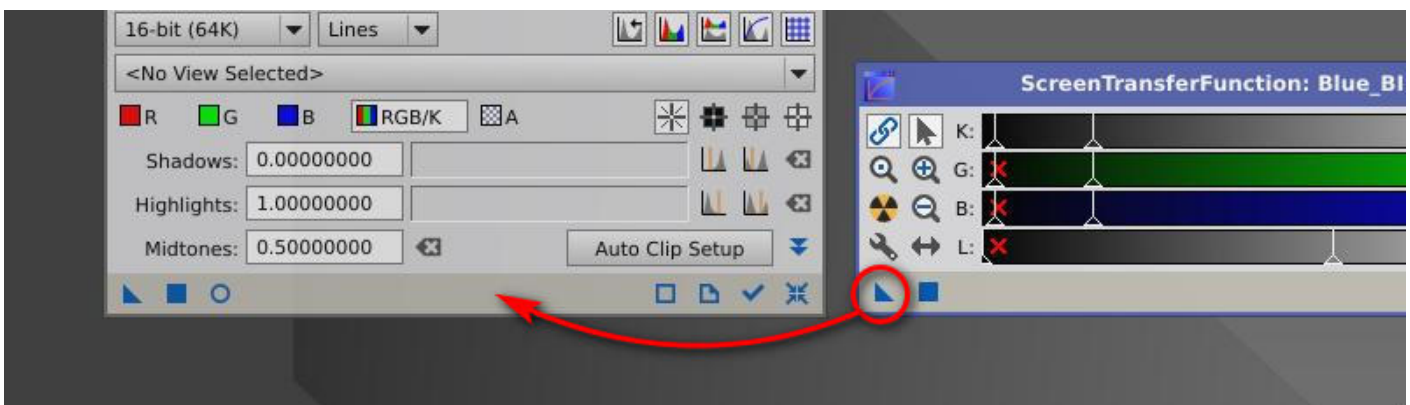 16-bit (64K) Lines
<No View Selected>
R G B RGB/K A
Shadows: 0.00000000
Highlights: 1.00000000
Midtones: 0.50000000 Auto Clip Setup
ScreenTransferFunction: Blue_BI
K:
G:
B:
L: